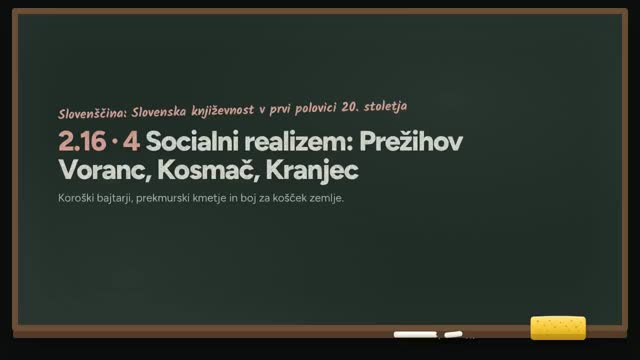 Slovenščina: Slovenska književnost v prvi polovici 20. stoletja
2.16 · 4 Socialni realizem: Prežihov
Voranc, Kosmač, Kranjec
Koroški bajtarji, prekmurski kmetje in boj za košček zemlje.